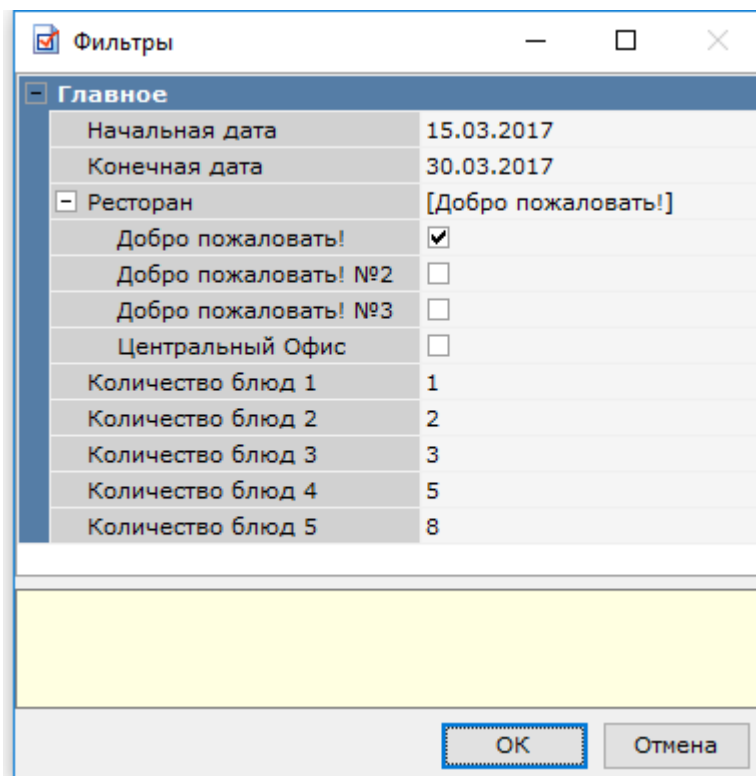 Фильтры
Главное
Начальная дата 15.03.2017
Конечная дата 30.03.2017
Ресторан [Добро пожаловать!]
Добро пожаловать!
Добро пожаловать! №2
Добро пожаловать! №3
Центральный Офис
Количество блюд 1 1
Количество блюд 2 2
Количество блюд 3 3
Количество блюд 4 5
Количество блюд 5 8
ОК Отмена